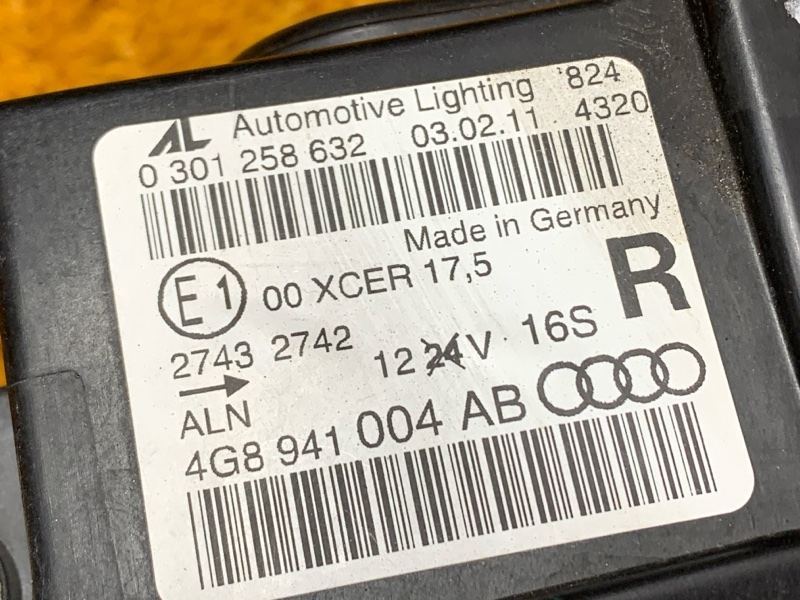 AL Automotive Lighting '824
0 301 258 632 03.02.11 4320
Made in Germany
E1 00 XCER 17,5 R
2743 2742 12 24 V 16S
ALN
4G8 941 004 AB